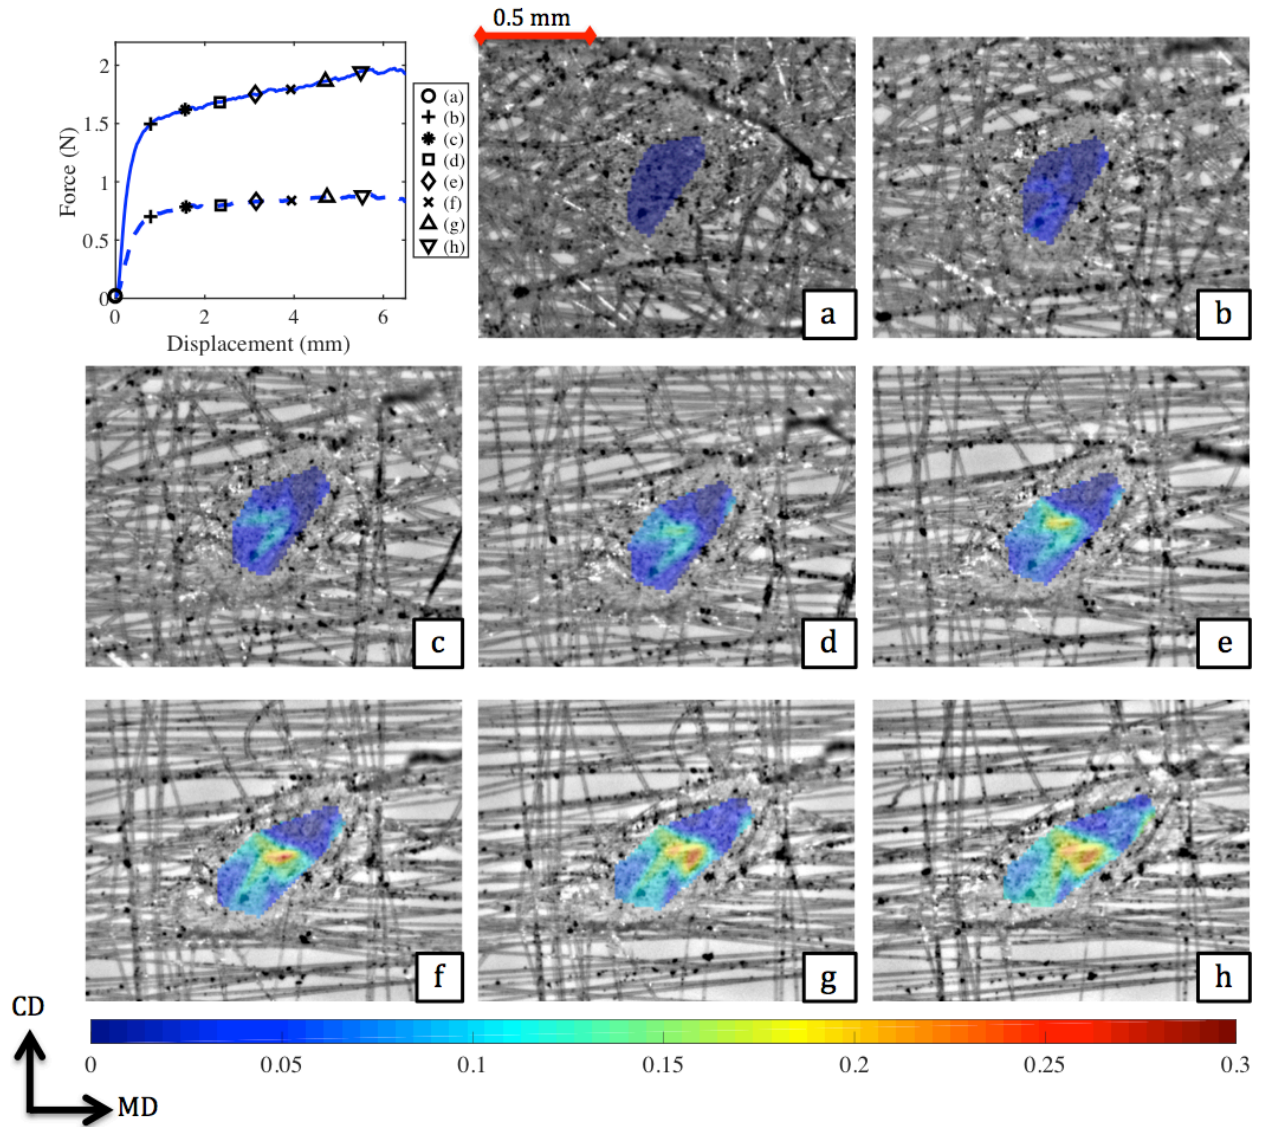 0.5 mm
2
1.5
1
0.5
0
0 2 4 6
Force (N)
Displacement (mm)
(a)
(b)
(c)
(d)
(e)
(f)
(g)
(h)
a
b
c
d
e
f
g
h
CD
MD
0 0.05 0.1 0.15 0.2 0.25 0.3